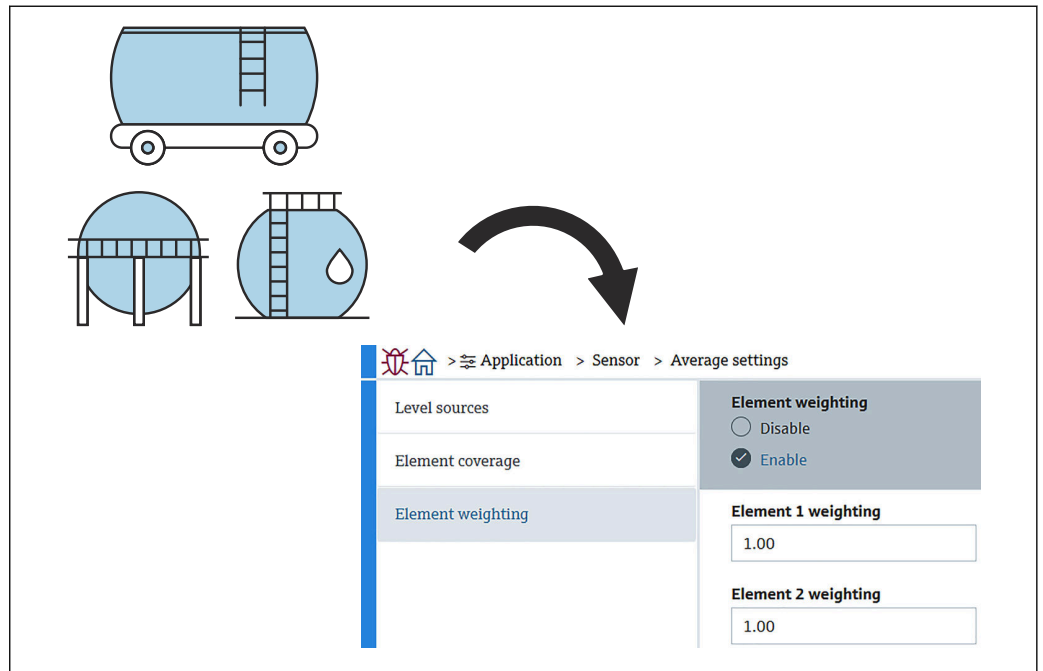 > Application > Sensor > Average settings
Level sources
Element coverage
Element weighting
Element weighting
Disable
Enable
Element 1 weighting
1.00
Element 2 weighting
1.00